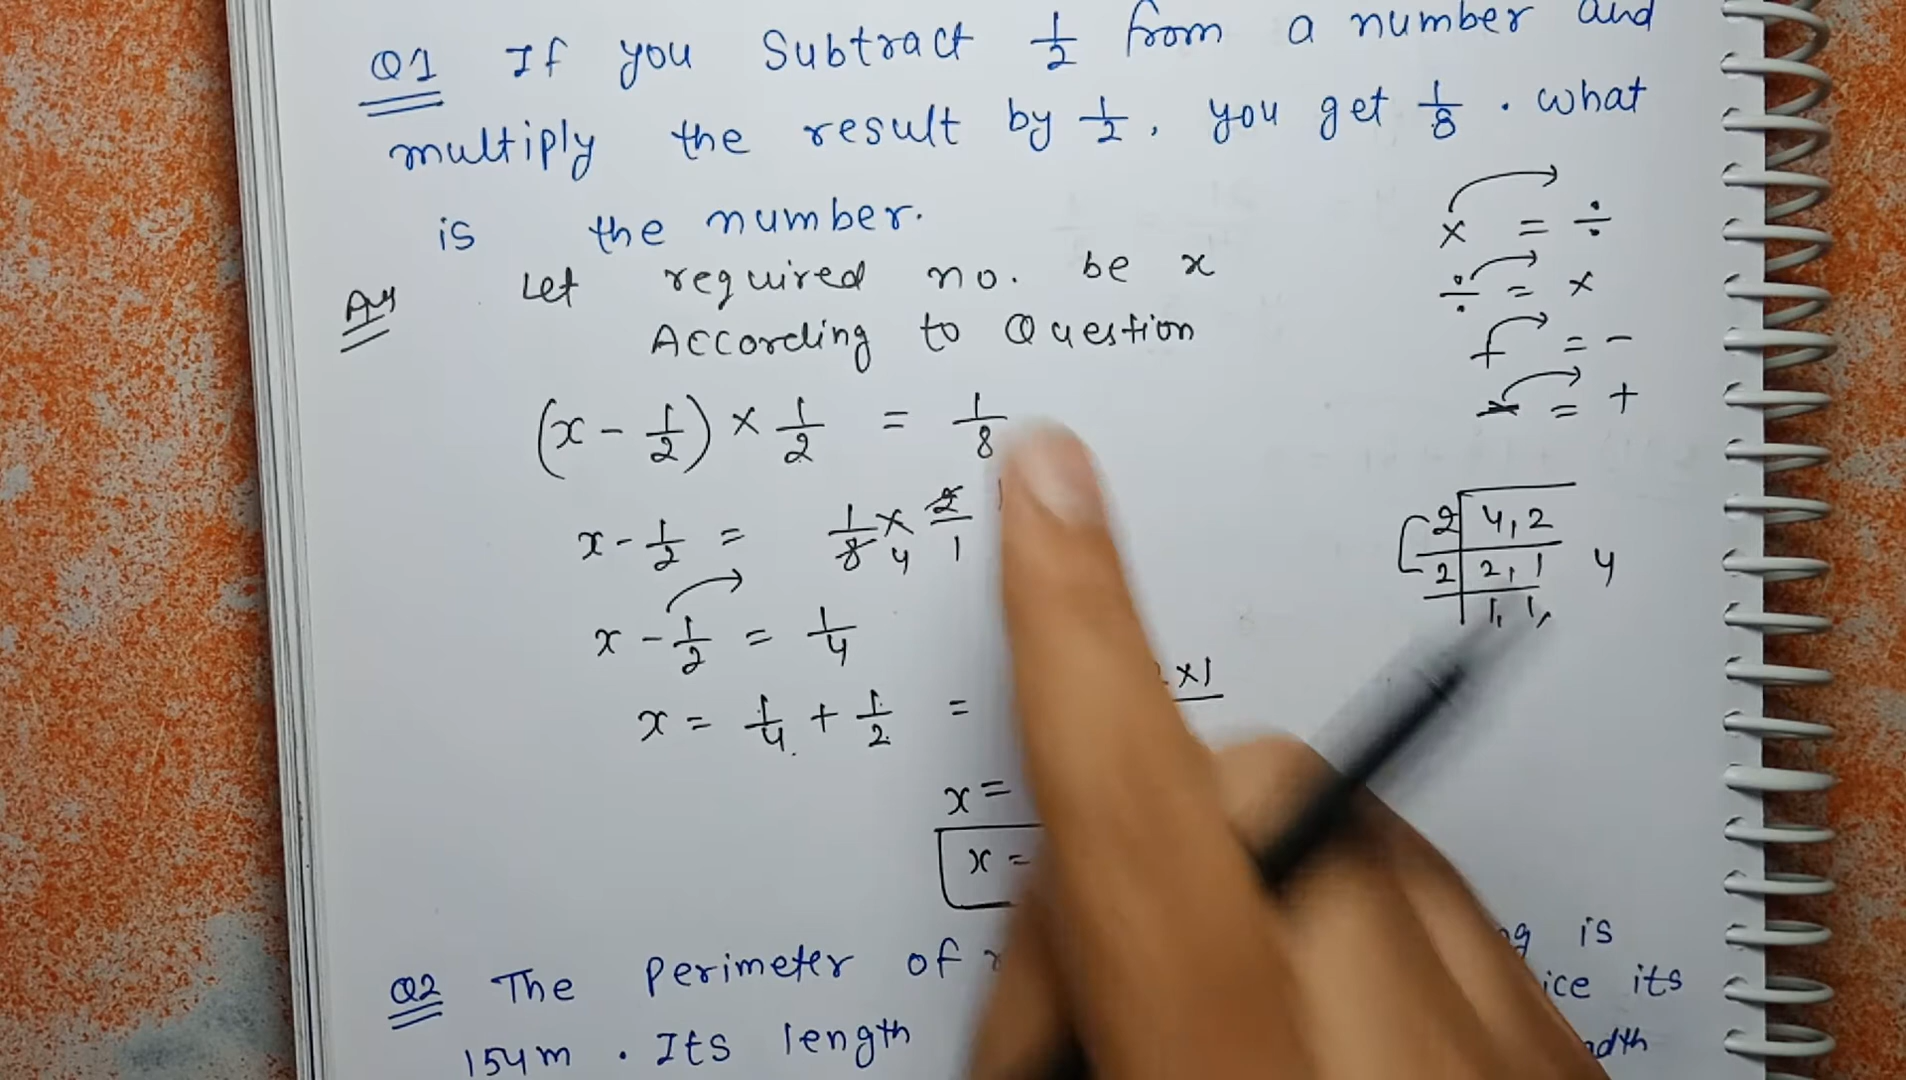 Q1 If you Subtract 1/2 from a number and
multiply the result by 1/2, you get 1/8 . what
is the number.
Ans Let required no. be x
According to Question
(x - 1/2) × 1/2 = 1/8
x - 1/2 = 1/8 × 2/1
4
x - 1/2 = 1/4
x = 1/4 + 1/2 = ×1
x =
x =
× = ÷
÷ = ×
+ = -
- = +
2 | 4, 2
2 | 2, 1 4
1, 1,
Q2 The Perimeter of is
154m . Its length its